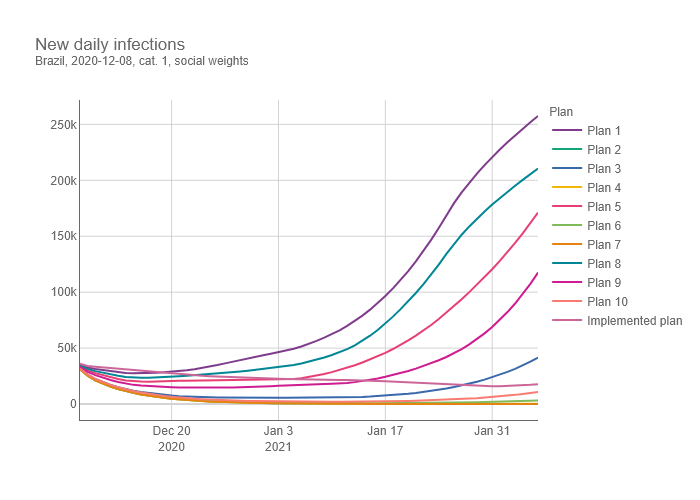 New daily infections
Brazil, 2020-12-08, cat. 1, social weights
250k
200k
150k
100k
50k
0
Dec 20
2020
Jan 3
2021
Jan 17
Jan 31
Plan
Plan 1
Plan 2
Plan 3
Plan 4
Plan 5
Plan 6
Plan 7
Plan 8
Plan 9
Plan 10
Implemented plan